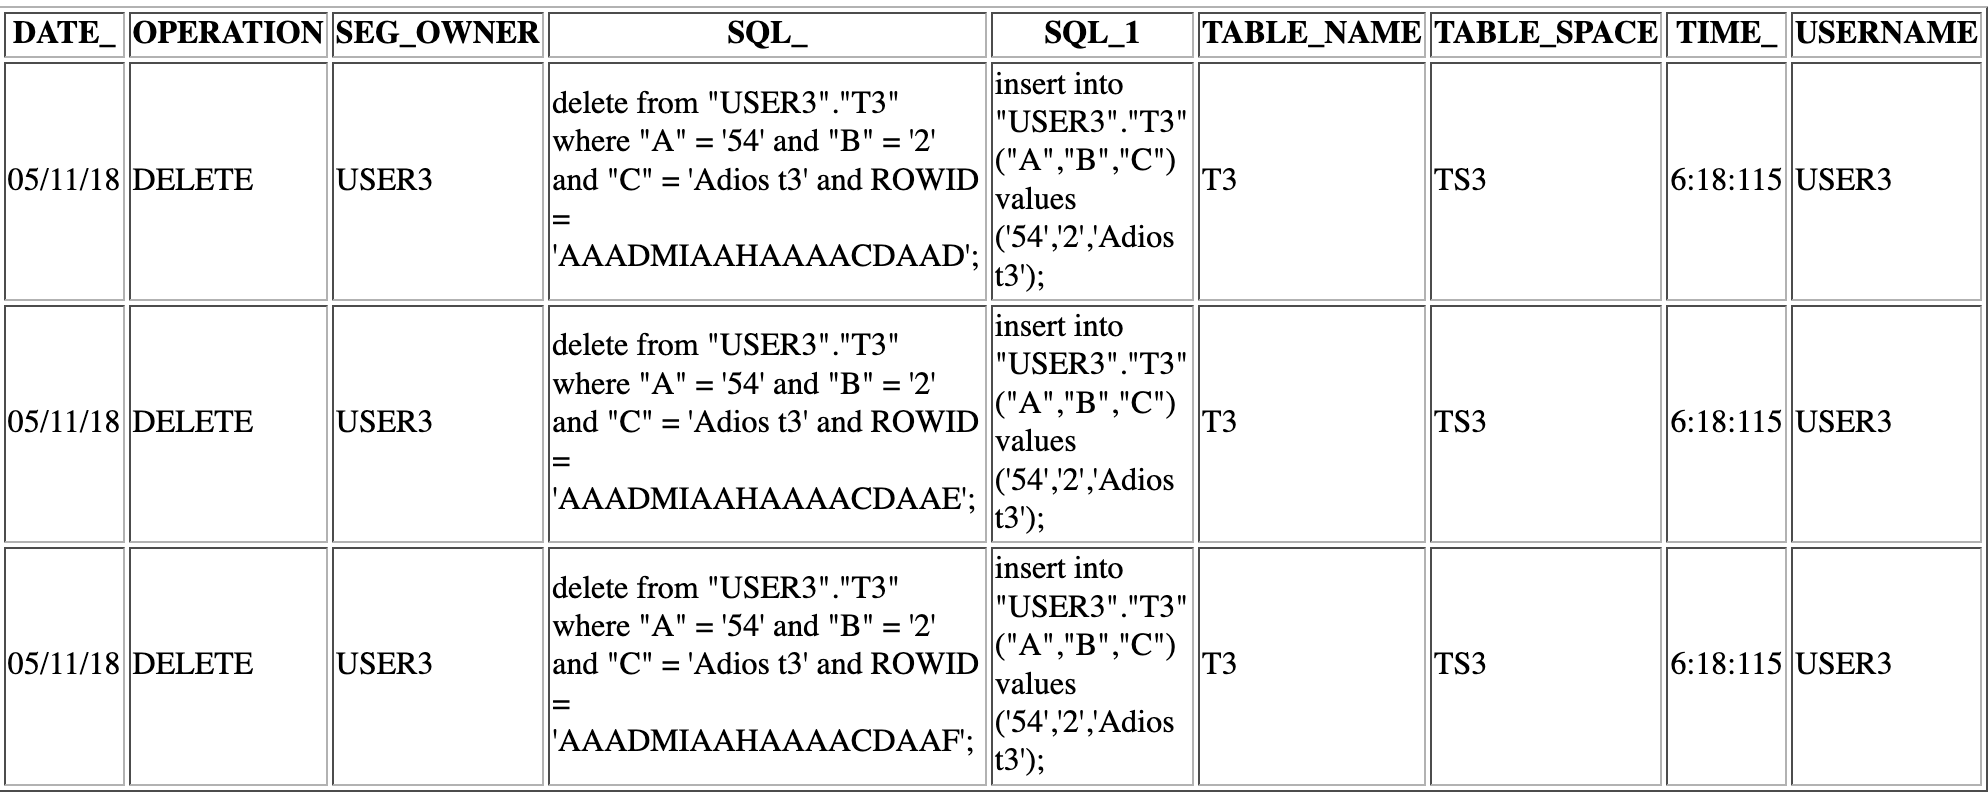 DATE_ OPERATION SEG_OWNER SQL_ SQL_1 TABLE_NAME TABLE_SPACE TIME_ USERNAME
05/11/18
DELETE
USER3
delete from "USER3"."T3"
where "A" = '54' and "B" = '2'
and "C" = 'Adios t3' and ROWID
=
'AAADMIAAHAAAACDAAD';
insert into
"USER3"."T3"
("A","B","C")
values
('54','2','Adios
t3');
T3
TS3
6:18:115
USER3
05/11/18
DELETE
USER3
delete from "USER3"."T3"
where "A" = '54' and "B" = '2'
and "C" = 'Adios t3' and ROWID
=
'AAADMIAAHAAAACDAAE';
insert into
"USER3"."T3"
("A","B","C")
values
('54','2','Adios
t3');
T3
TS3
6:18:115
USER3
05/11/18
DELETE
USER3
delete from "USER3"."T3"
where "A" = '54' and "B" = '2'
and "C" = 'Adios t3' and ROWID
=
'AAADMIAAHAAAACDAAF';
insert into
"USER3"."T3"
("A","B","C")
values
('54','2','Adios
t3');
T3
TS3
6:18:115
USER3